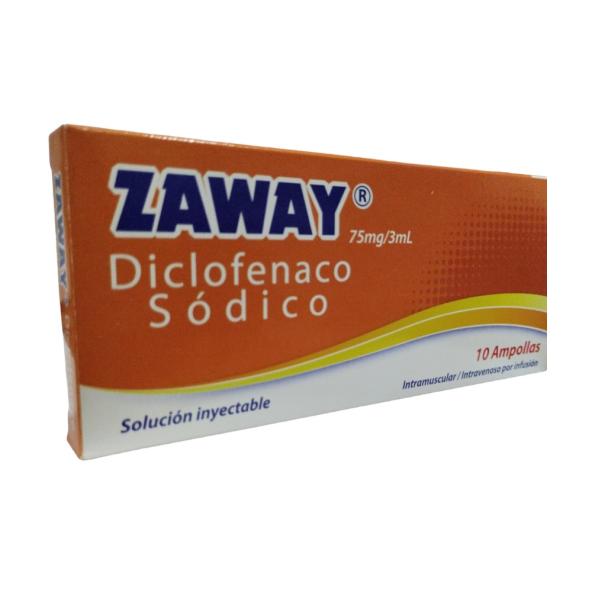 ZAWAY®
75mg/3mL
Diclofenaco
Sódico
10 Ampollas
Intramuscular / Intravenosa por infusión
Solución inyectable
ZAWAY